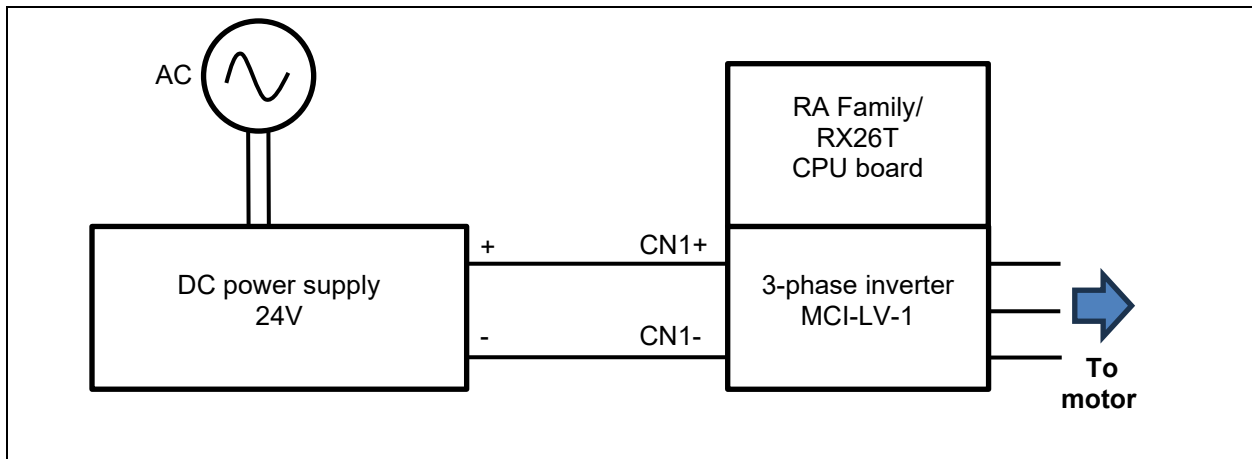 AC
RA Family/
RX26T
CPU board
+
CN1+
DC power supply
24V
3-phase inverter
MCI-LV-1
-
CN1-
To
motor